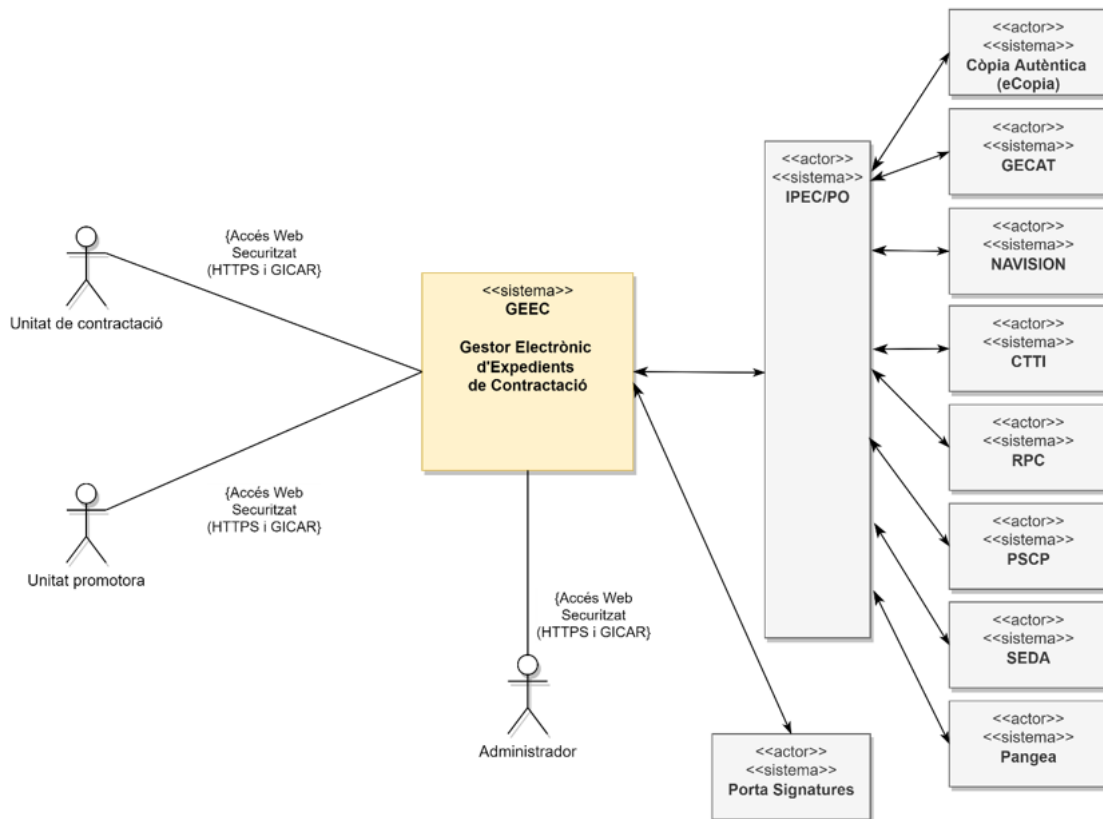 <<actor>>
<<sistema>>
Còpia Autèntica
(eCopia)
<<actor>>
<<sistema>>
GECAT
<<actor>>
<<sistema>>
IPEC/PO
<<actor>>
<<sistema>>
NAVISION
{Accés Web
Securitzat
(HTTPS i GICAR}
Unitat de contractació
<<sistema>>
GEEC
Gestor Electrònic
d'Expedients
de Contractació
<<actor>>
<<sistema>>
CTTI
<<actor>>
<<sistema>>
RPC
{Accés Web
Securitzat
(HTTPS i GICAR}
Unitat promotora
<<actor>>
<<sistema>>
PSCP
{Accés Web
Securitzat
(HTTPS i GICAR}
Administrador
<<actor>>
<<sistema>>
SEDA
<<actor>>
<<sistema>>
Pangea
<<actor>>
<<sistema>>
Porta Signatures